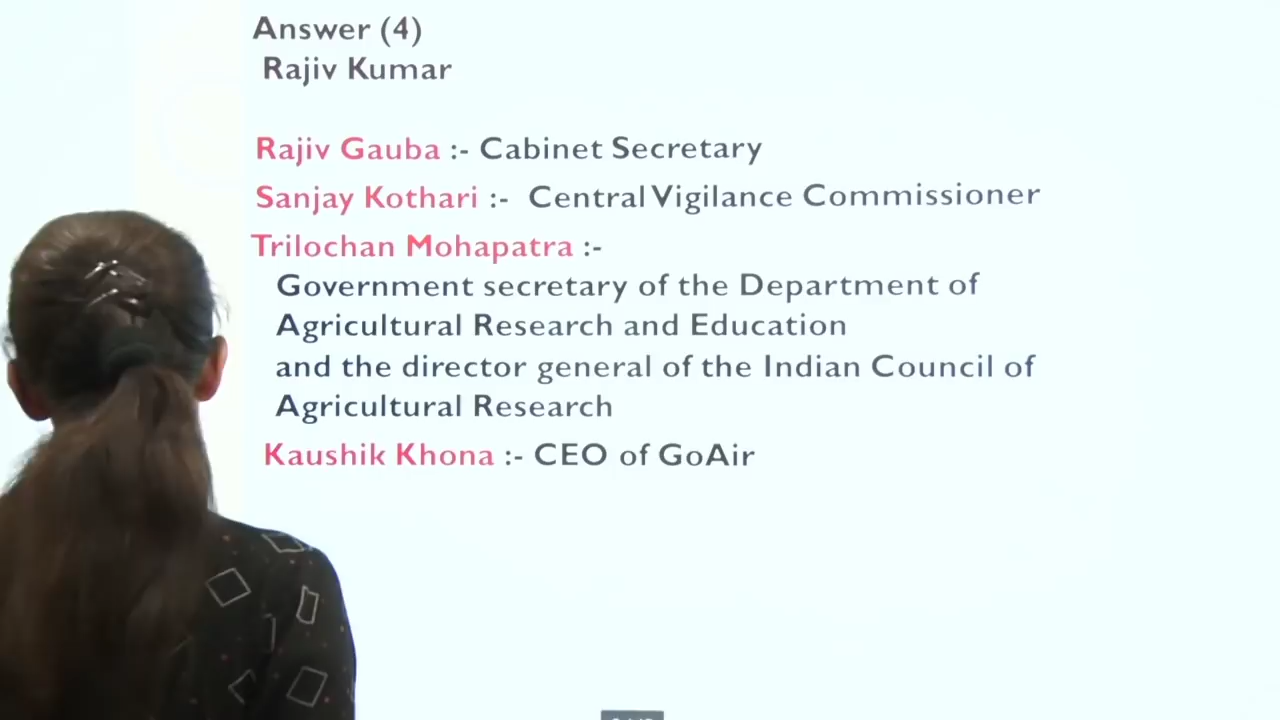 Answer (4)
Rajiv Kumar
Rajiv Gauba :- Cabinet Secretary
Sanjay Kothari :- Central Vigilance Commissioner
Trilochan Mohapatra :-
Government secretary of the Department of
Agricultural Research and Education
and the director general of the Indian Council of
Agricultural Research
Kaushik Khona :- CEO of GoAir